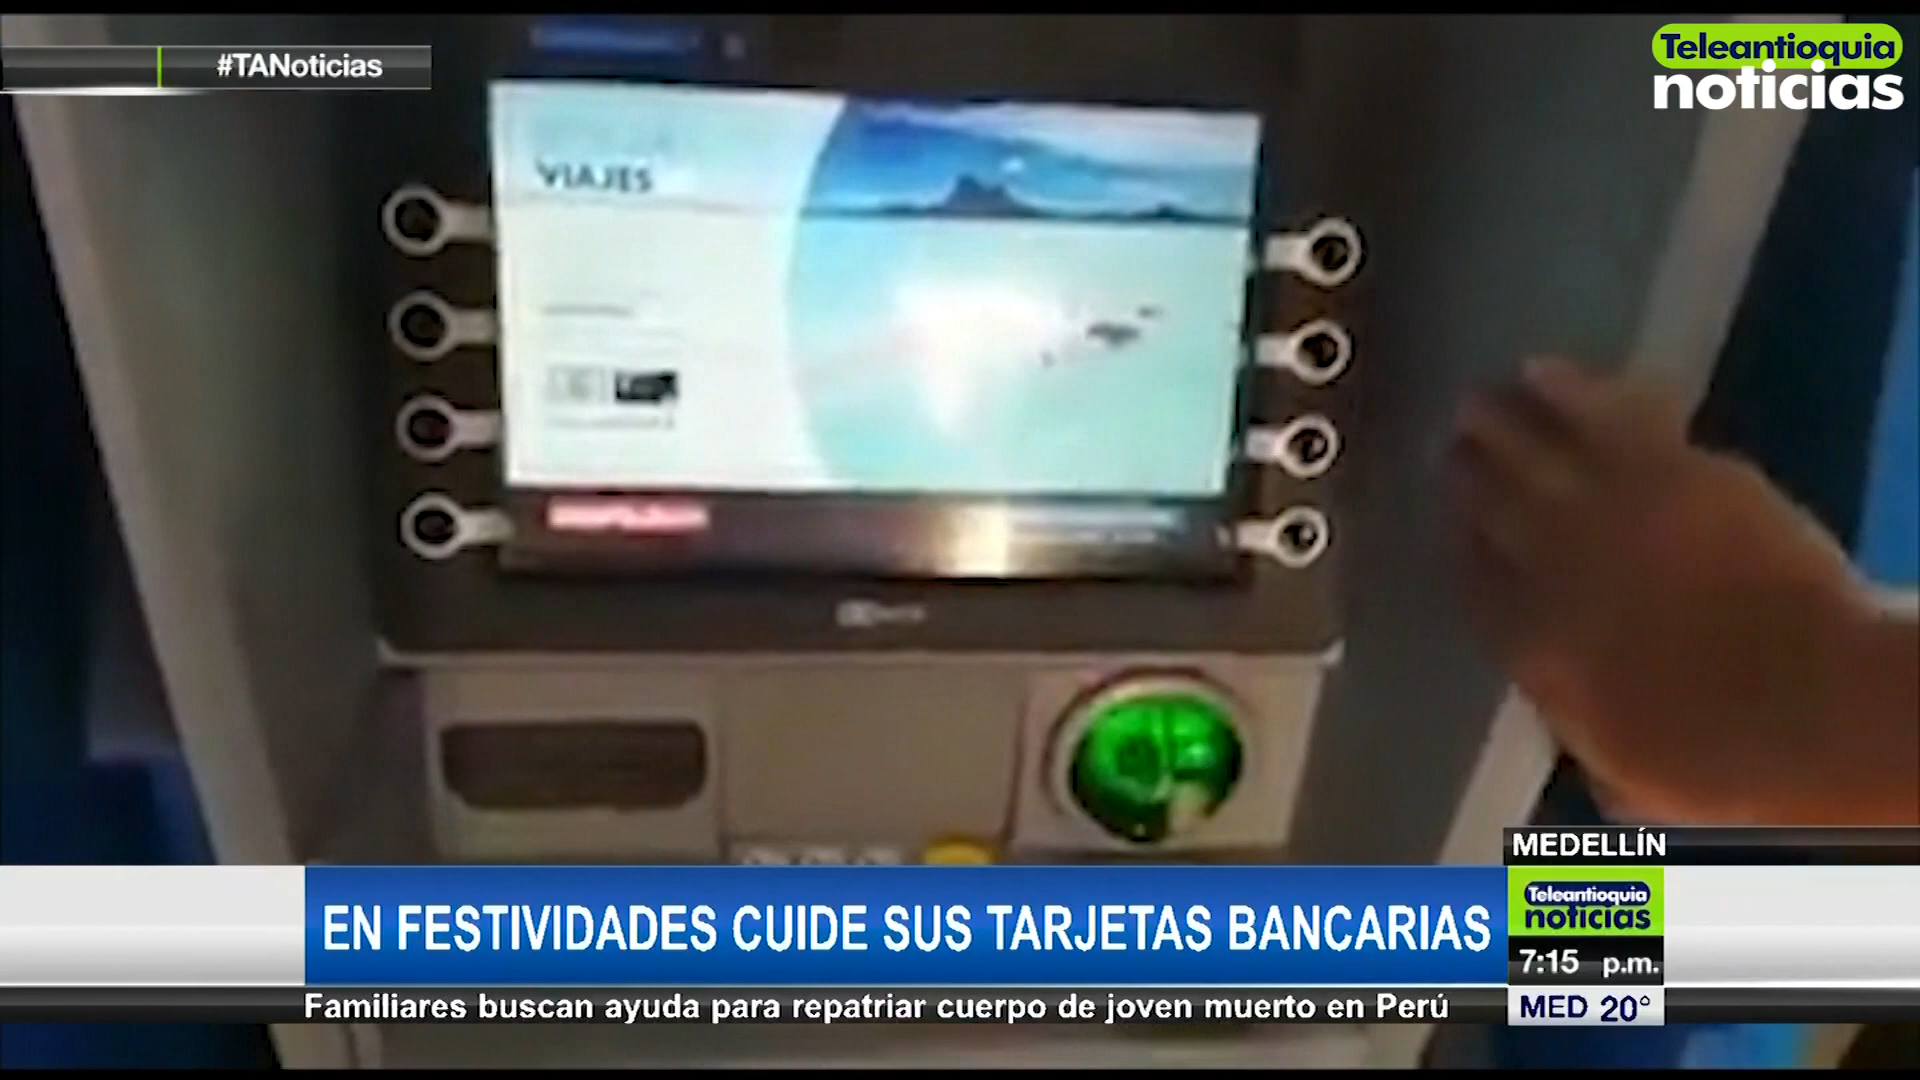 #TANoticias
Teleantioquia
noticias
VIAJES
MEDELLÍN
EN FESTIVIDADES CUIDE SUS TARJETAS BANCARIAS
Teleantioquia
noticias
7:15 p.m.
Familiares buscan ayuda para repatriar cuerpo de joven muerto en Perú
MED 20°